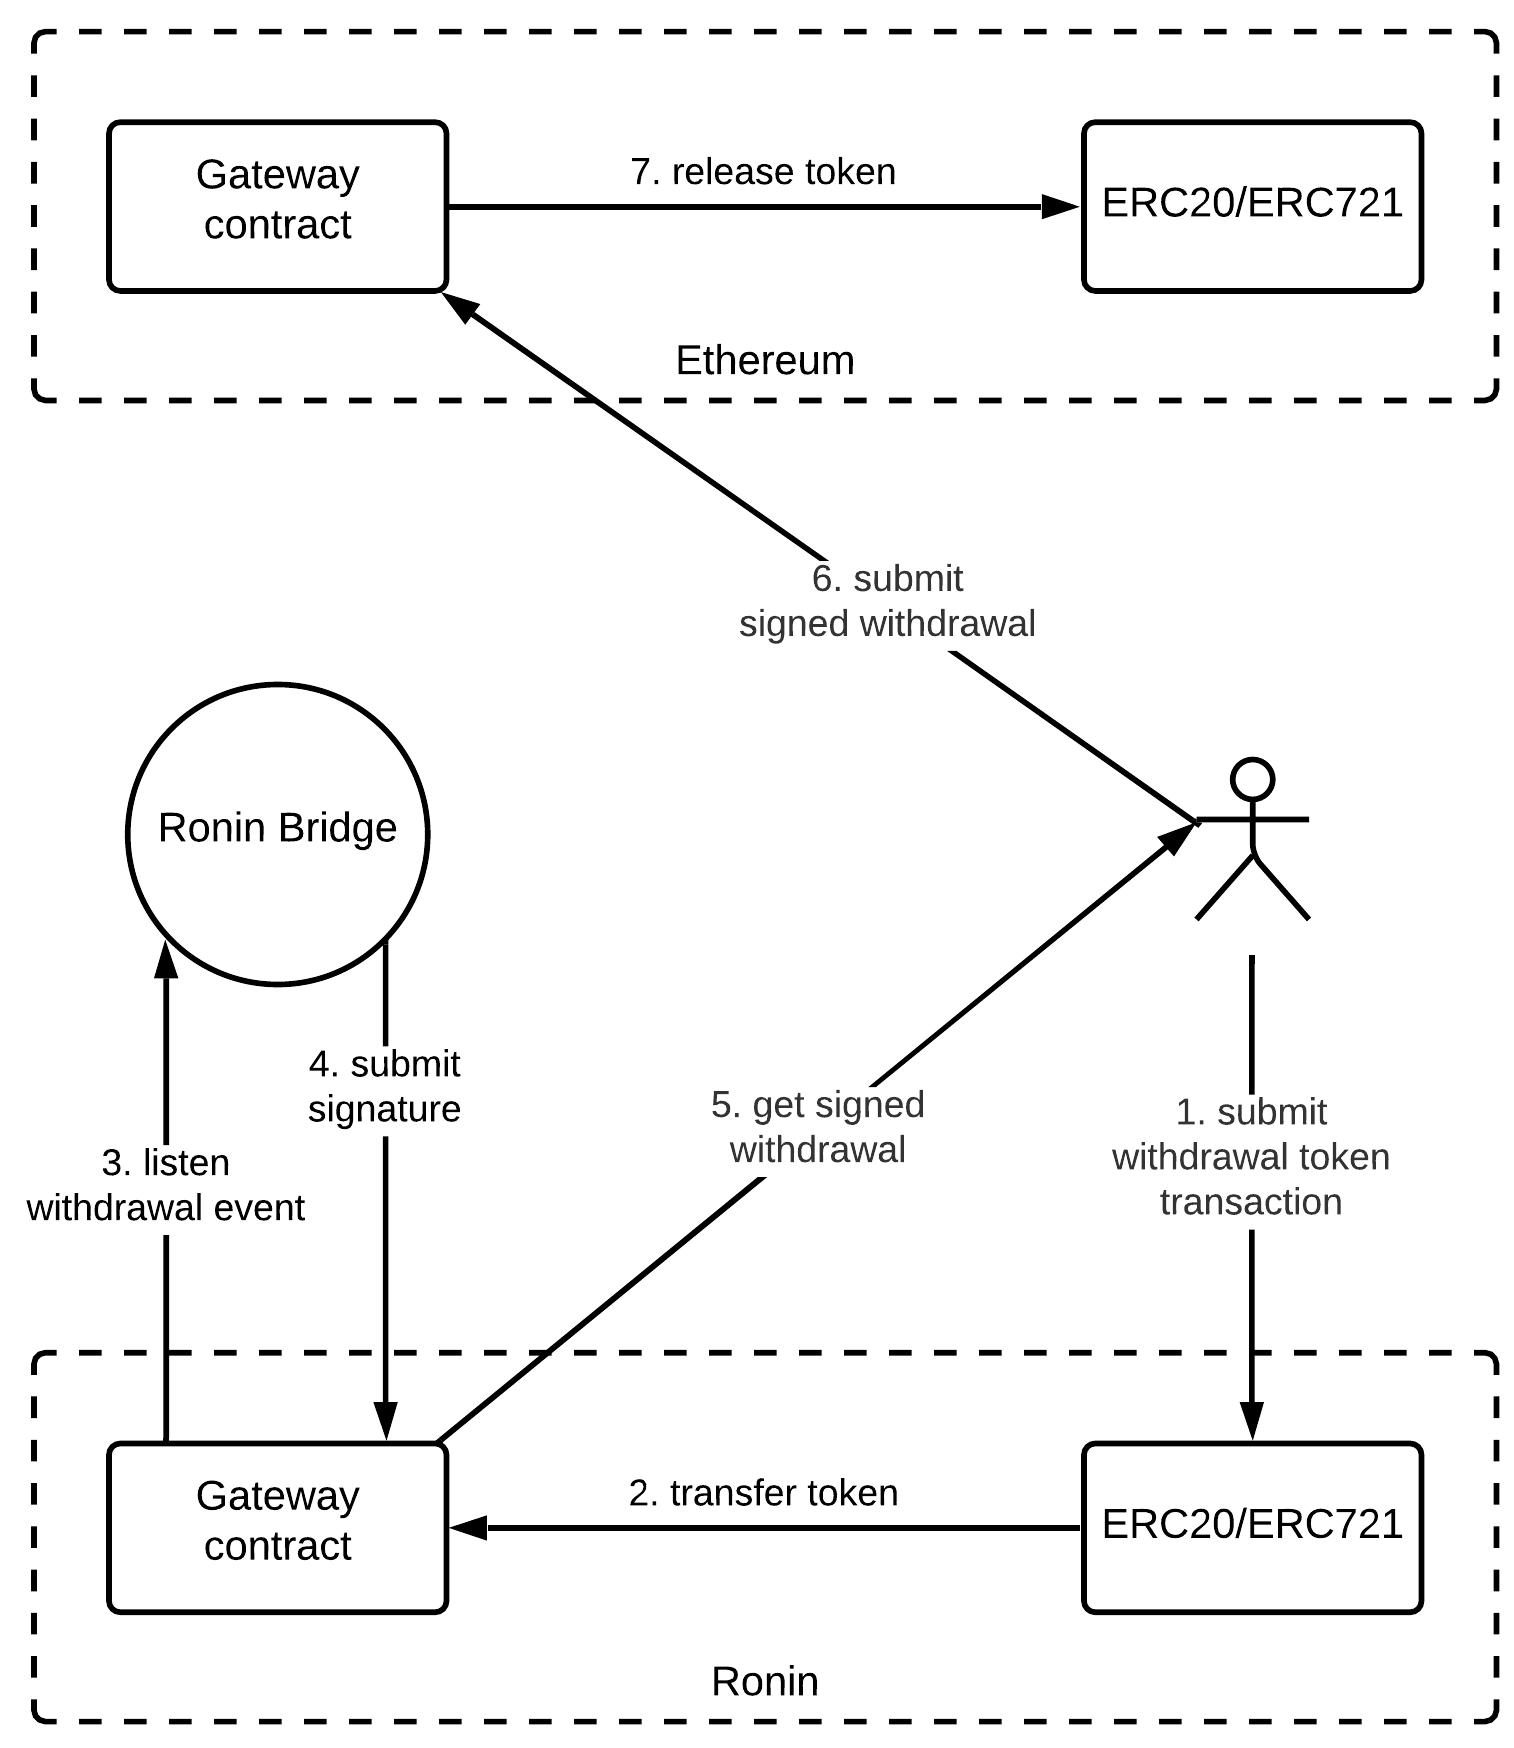 Gateway
contract
7. release token
ERC20/ERC721
Ethereum
6. submit
signed withdrawal
Ronin Bridge
4. submit
signature
3. listen
withdrawal event
5. get signed
withdrawal
1. submit
withdrawal token
transaction
Gateway
contract
2. transfer token
ERC20/ERC721
Ronin